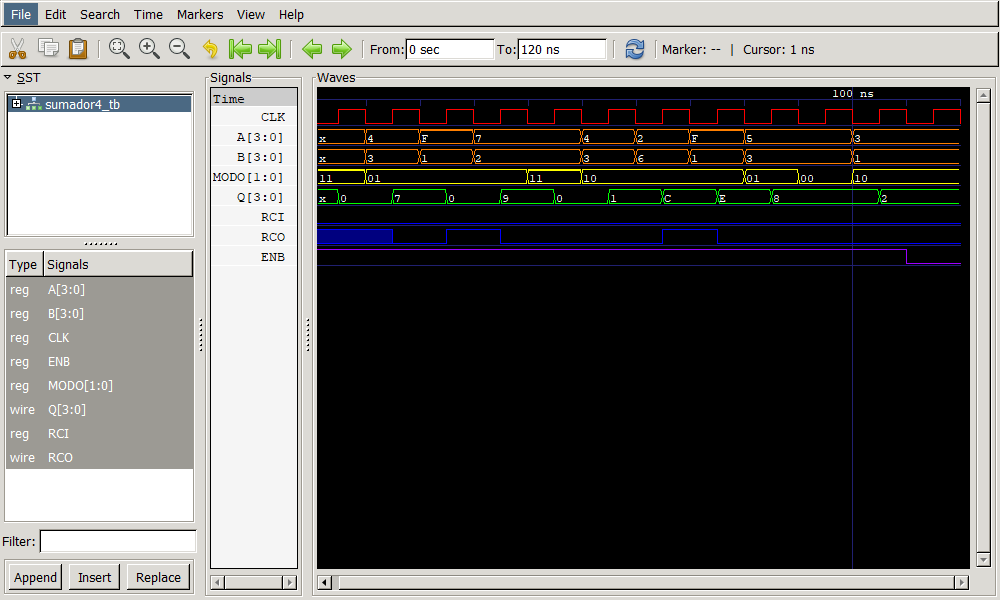 File Edit Search Time Markers View Help
From: 0 sec To: 120 ns Marker: -- | Cursor: 1 ns
SST
sumador4_tb
Type Signals
reg A[3:0]
reg B[3:0]
reg CLK
reg ENB
reg MODO[1:0]
wire Q[3:0]
reg RCI
wire RCO
Filter:
Append Insert Replace
Signals
Time
CLK
A[3:0]
B[3:0]
MODO[1:0]
Q[3:0]
RCI
RCO
ENB
Waves
100 ns
x 4 F 7 4 2 F 5 3
x 3 1 2 3 6 1 3 1
11 01 11 10 01 00 10
x 0 7 0 9 0 1 C E 8 2